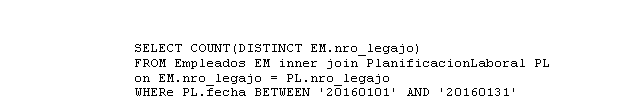 SELECT COUNT(DISTINCT EM.nro_legajo)
FROM Empleados EM inner join PlanificacionLaboral PL
on EM.nro_legajo = PL.nro_legajo
WHERe PL.fecha BETWEEN '20160101' AND '20160131'